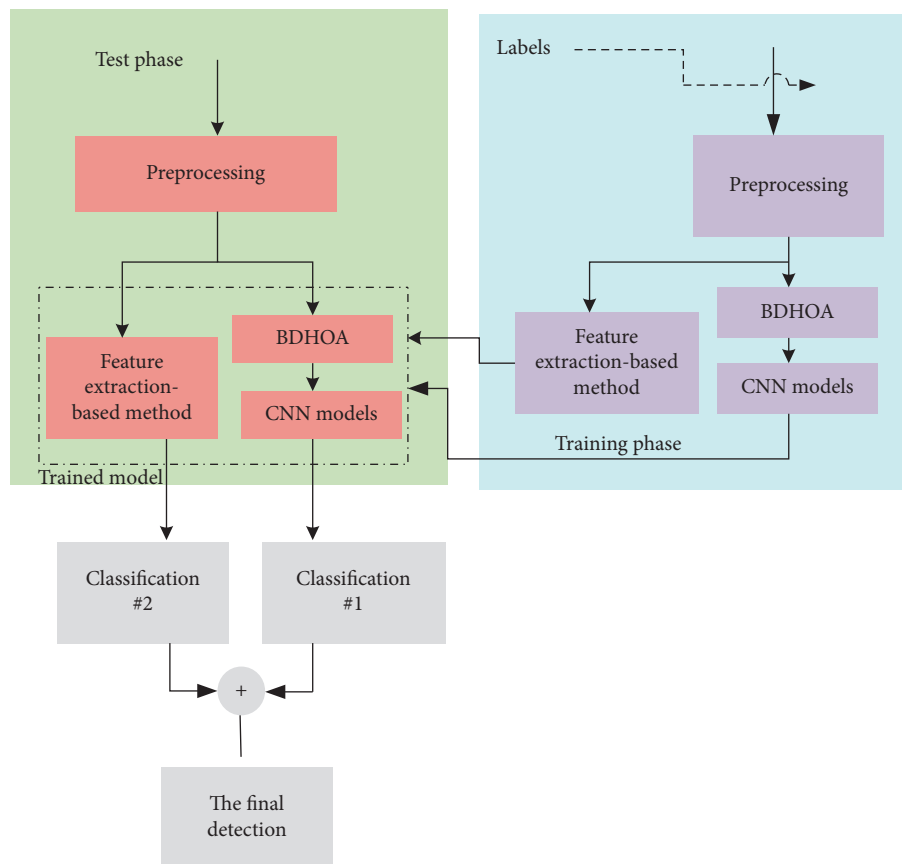 Test phase
Preprocessing
Feature
extraction-
based method
BDHOA
CNN models
Trained model
Labels
Preprocessing
Feature
extraction-based
method
BDHOA
CNN models
Training phase
Classification
#2
Classification
#1
+
The final
detection